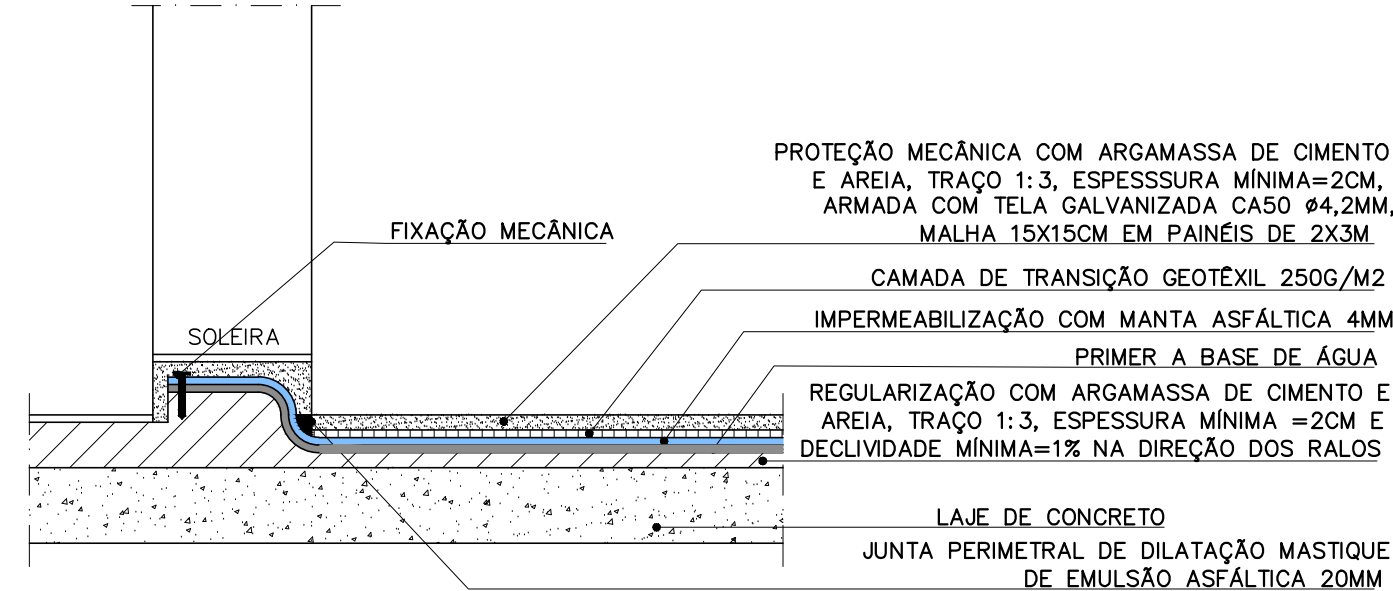 PROTEÇÃO MECÂNICA COM ARGAMASSA DE CIMENTO
E AREIA, TRAÇO 1:3, ESPESSSURA MÍNIMA=2CM,
ARMADA COM TELA GALVANIZADA CA50 ø4,2MM,
MALHA 15X15CM EM PAINÉIS DE 2X3M
FIXAÇÃO MECÂNICA
CAMADA DE TRANSIÇÃO GEOTÊXIL 250G/M2
IMPERMEABILIZAÇÃO COM MANTA ASFÁLTICA 4MM
SOLEIRA
PRIMER A BASE DE ÁGUA
REGULARIZAÇÃO COM ARGAMASSA DE CIMENTO E
AREIA, TRAÇO 1:3, ESPESSURA MÍNIMA =2CM E
DECLIVIDADE MÍNIMA=1% NA DIREÇÃO DOS RALOS
LAJE DE CONCRETO
JUNTA PERIMETRAL DE DILATAÇÃO MASTIQUE
DE EMULSÃO ASFÁLTICA 20MM